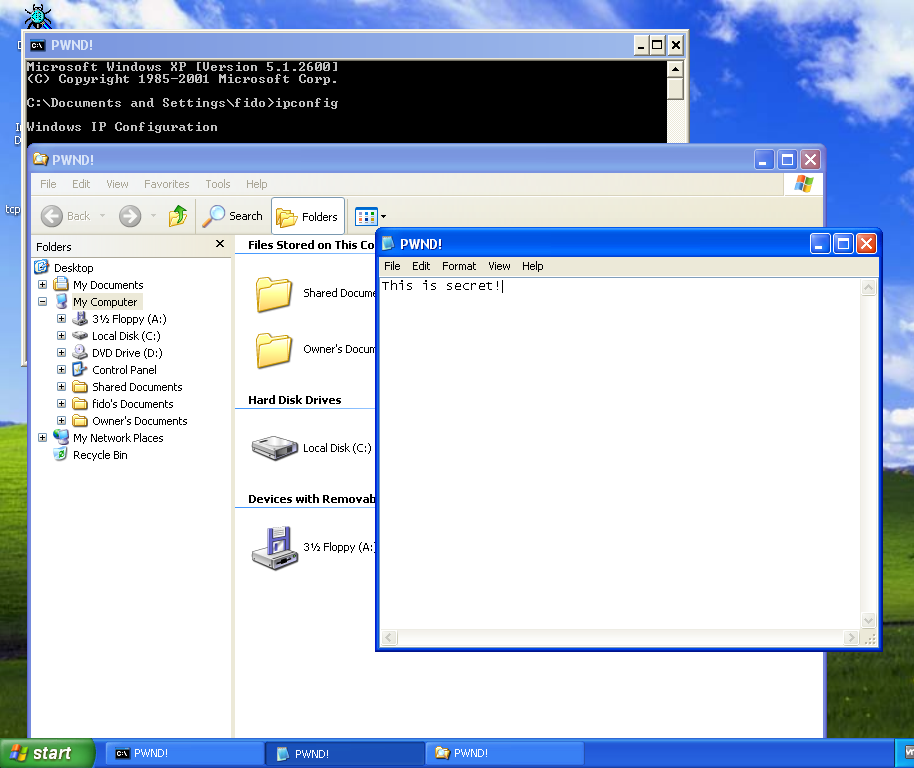 PWND!
Microsoft Windows XP [Version 5.1.2600]
(C) Copyright 1985-2001 Microsoft Corp.
C:\Documents and Settings\fido>ipconfig
Windows IP Configuration
PWND!
File Edit View Favorites Tools Help
Back Search Folders
Folders
Desktop
My Documents
My Computer
3½ Floppy (A:)
Local Disk (C:)
DVD Drive (D:)
Control Panel
Shared Documents
fido's Documents
Owner's Documents
My Network Places
Recycle Bin
Files Stored on This Co
Shared Docume
Owner's Docum
Hard Disk Drives
Local Disk (C:)
Devices with Removab
3½ Floppy (A:)
PWND!
File Edit Format View Help
This is secret!
tcp
start
PWND!
PWND!
PWND!